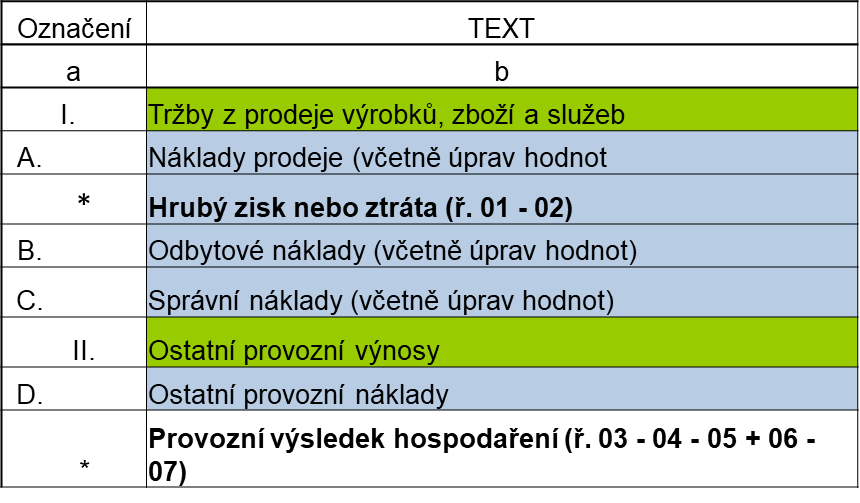 Označení TEXT
a b
I. Tržby z prodeje výrobků, zboží a služeb
A. Náklady prodeje (včetně úprav hodnot
* Hrubý zisk nebo ztráta (ř. 01 - 02)
B. Odbytové náklady (včetně úprav hodnot)
C. Správní náklady (včetně úprav hodnot)
II. Ostatní provozní výnosy
D. Ostatní provozní náklady
* Provozní výsledek hospodaření (ř. 03 - 04 - 05 + 06 -
07)